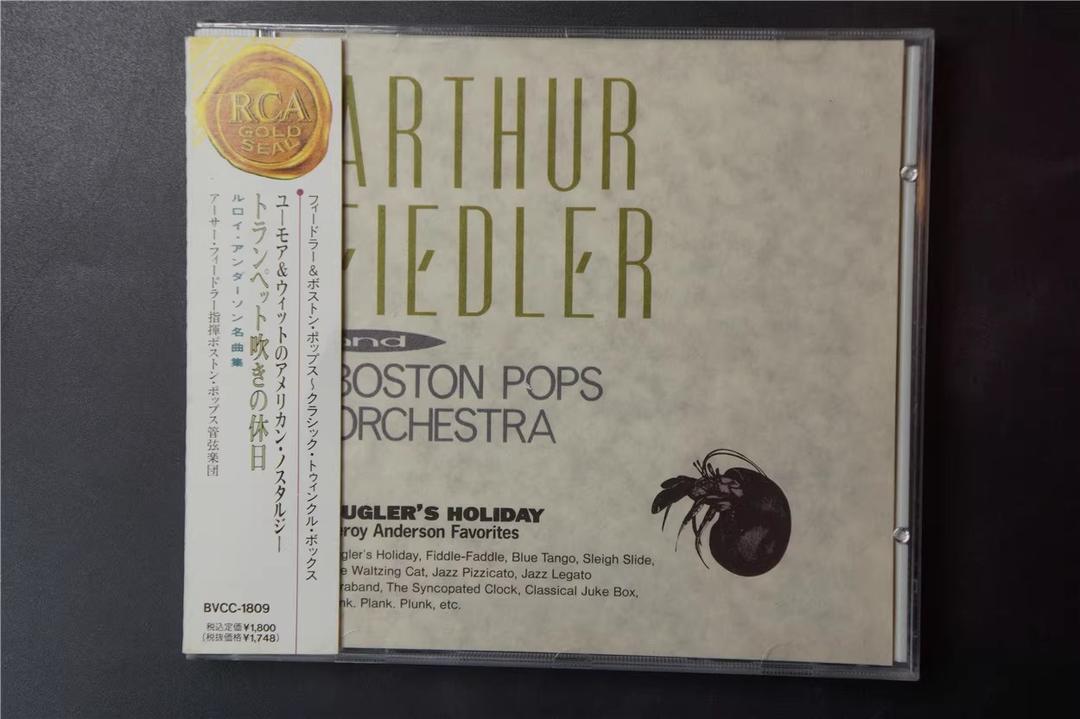 RCA
GOLD
SEAL
フィードラー&ボストン・ポップス~クラシック・トゥインクル・ボックス
ユーモア&ウィットのアメリカン・ノスタルジー
トランペット吹きの休日
ルロイ・アンダーソン名曲集
アーサー・フィードラー指揮ボストン・ポップス管弦楽団
BVCC-1809
税込定価¥1,800
(税抜価格¥1,748)
ARTHUR
FIEDLER
and
BOSTON POPS
ORCHESTRA
UGLER'S HOLIDAY
eroy Anderson Favorites
gler's Holiday, Fiddle-Faddle, Blue Tango, Sleigh Slide,
e Waltzing Cat, Jazz Pizzicato, Jazz Legato
raband, The Syncopated Clock, Classical Juke Box,
nk. Plank. Plunk, etc.